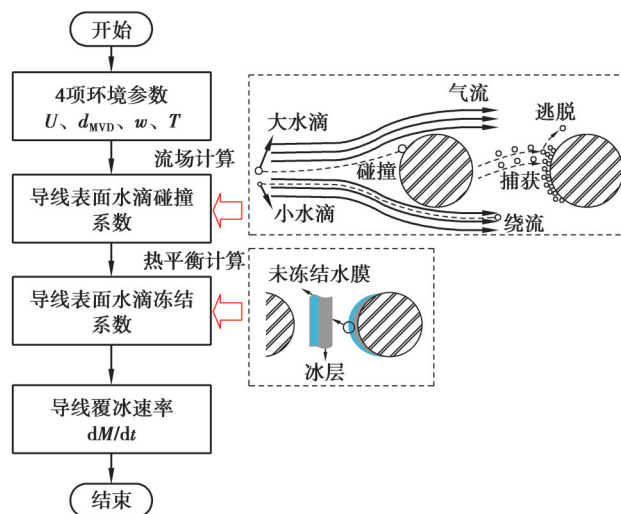 开始
4项环境参数
U、dMVD、w、T
流场计算
导线表面水滴碰撞
系数
热平衡计算
导线表面水滴冻结
系数
导线覆冰速率
dM/dt
结束
气流
大水滴
碰撞
逃脱
捕获
小水滴
绕流
未冻结水膜
冰层